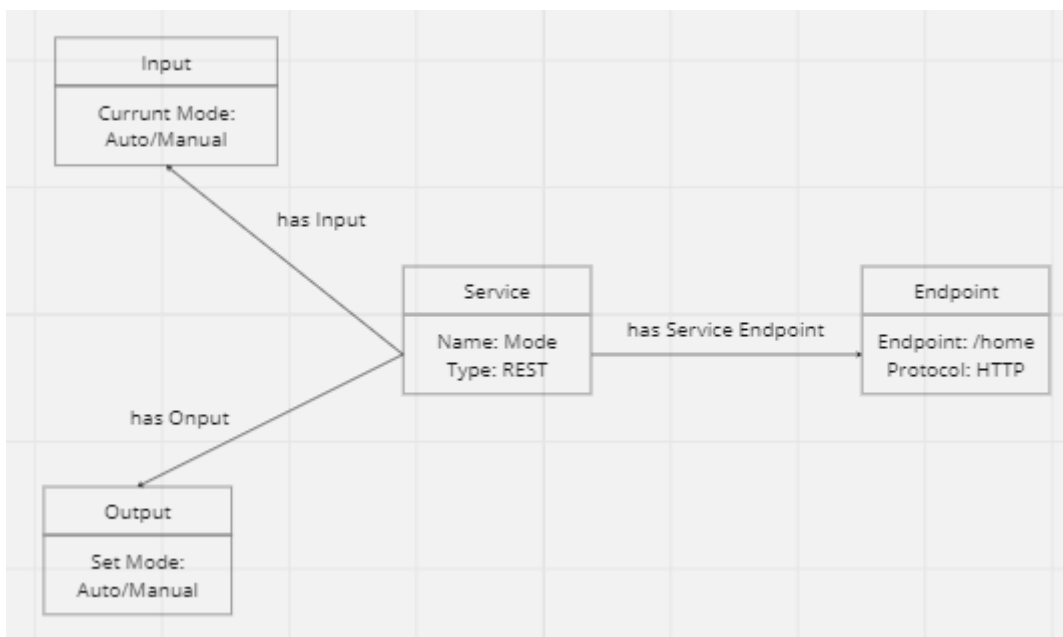 Input
Currunt Mode:
Auto/Manual
has Input
Service
Name: Mode
Type: REST
has Service Endpoint
Endpoint
Endpoint: /home
Protocol: HTTP
has Onput
Output
Set Mode:
Auto/Manual